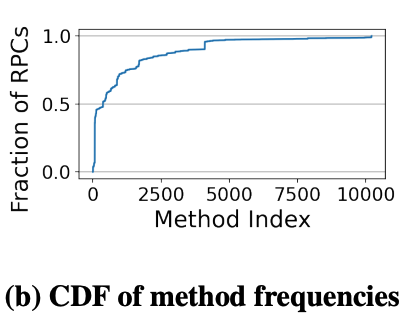 Fraction of RPCs
1.0
0.5
0.0
0 2500 5000 7500 10000
Method Index
(b) CDF of method frequencies